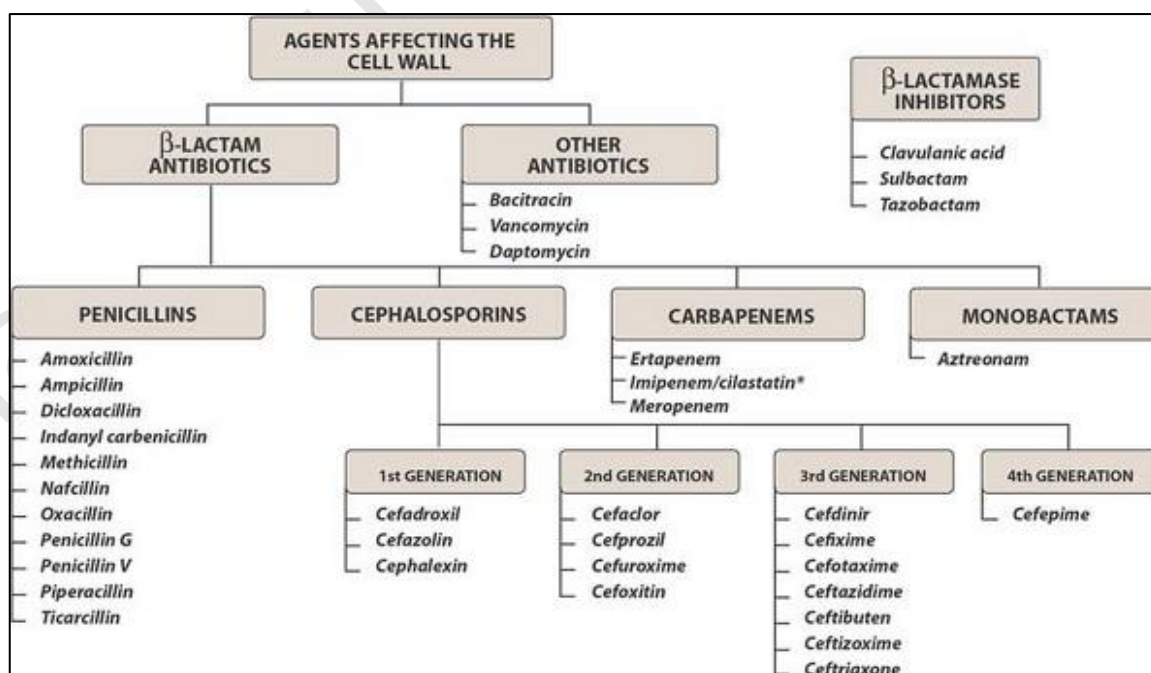 AGENTS AFFECTING THE
CELL WALL
β-LACTAMASE
INHIBITORS
Clavulanic acid
Sulbactam
Tazobactam
β-LACTAM
ANTIBIOTICS
OTHER
ANTIBIOTICS
Bacitracin
Vancomycin
Daptomycin
PENICILLINS
Amoxicillin
Ampicillin
Dicloxacillin
Indanyl carbenicillin
Methicillin
Nafcillin
Oxacillin
Penicillin G
Penicillin V
Piperacillin
Ticarcillin
CEPHALOSPORINS
CARBAPENEMS
Ertapenem
Imipenem/cilastatin*
Meropenem
MONOBACTAMS
Aztreonam
1st GENERATION
Cefadroxil
Cefazolin
Cephalexin
2nd GENERATION
Cefaclor
Cefprozil
Cefuroxime
Cefoxitin
3rd GENERATION
Cefdinir
Cefixime
Cefotaxime
Ceftazidime
Ceftibuten
Ceftizoxime
Ceftriaxone
4th GENERATION
Cefepime